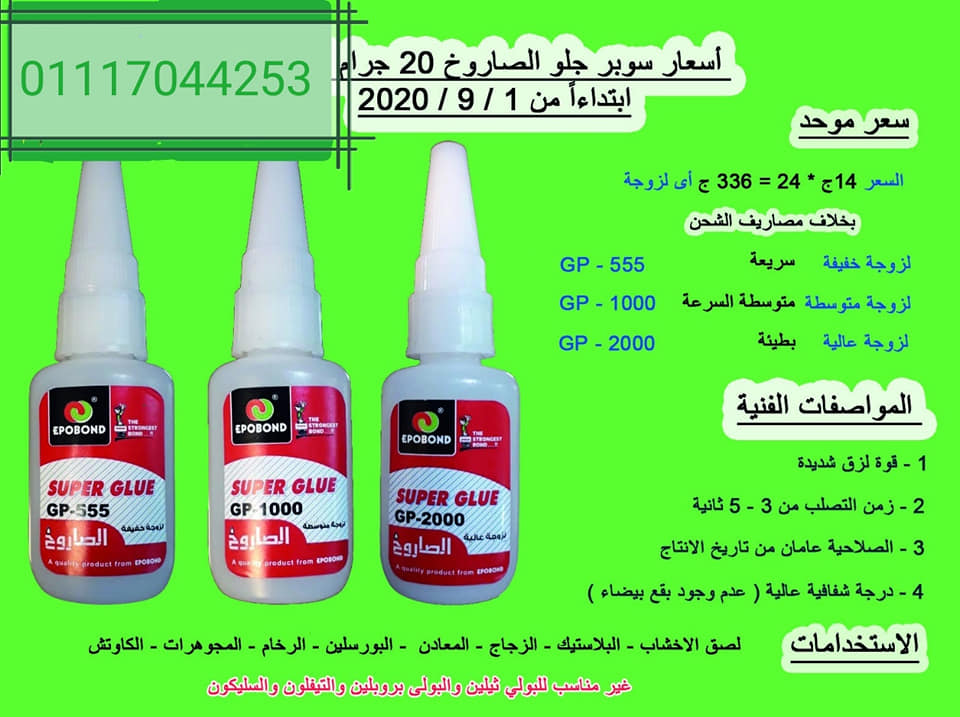 01117044253
أسعار سوبر جلو الصاروخ 20 جرام
ابتداءاً من 1 / 9 / 2020
سعر موحد
السعر 14ج * 24 = 336 ج أى لزوجة
بخلاف مصاريف الشحن
لزوجة خفيفة سريعة GP - 555
لزوجة متوسطة متوسطة السرعة GP - 1000
لزوجة عالية بطيئة GP - 2000
المواصفات الفنية
1 - قوة لزق شديدة
2 - زمن التصلب من 3 - 5 ثانية
3 - الصلاحية عامان من تاريخ الانتاج
4 - درجة شفافية عالية ( عدم وجود بقع بيضاء )
الاستخدامات
لصق الاخشاب - البلاستيك - الزجاج - المعادن - البورسلين - الرخام - المجوهرات - الكاوتش
غير مناسب للبولي ثيلين والبولى بروبلين والتيفلون والسليكون
EPOBOND
THE STRONGEST BOND
SUPER GLUE
GP-555
لزوجة خفيفة
الصاروخ
A quality product from EPOBOND
EPOBOND
THE STRONGEST BOND
SUPER GLUE
GP-1000
لزوجة متوسطة
الصاروخ
A quality product from EPOBOND
EPOBOND
THE STRONGEST BOND
SUPER GLUE
GP-2000
لزوجة عالية
الصاروخ
A quality product from EPOBOND